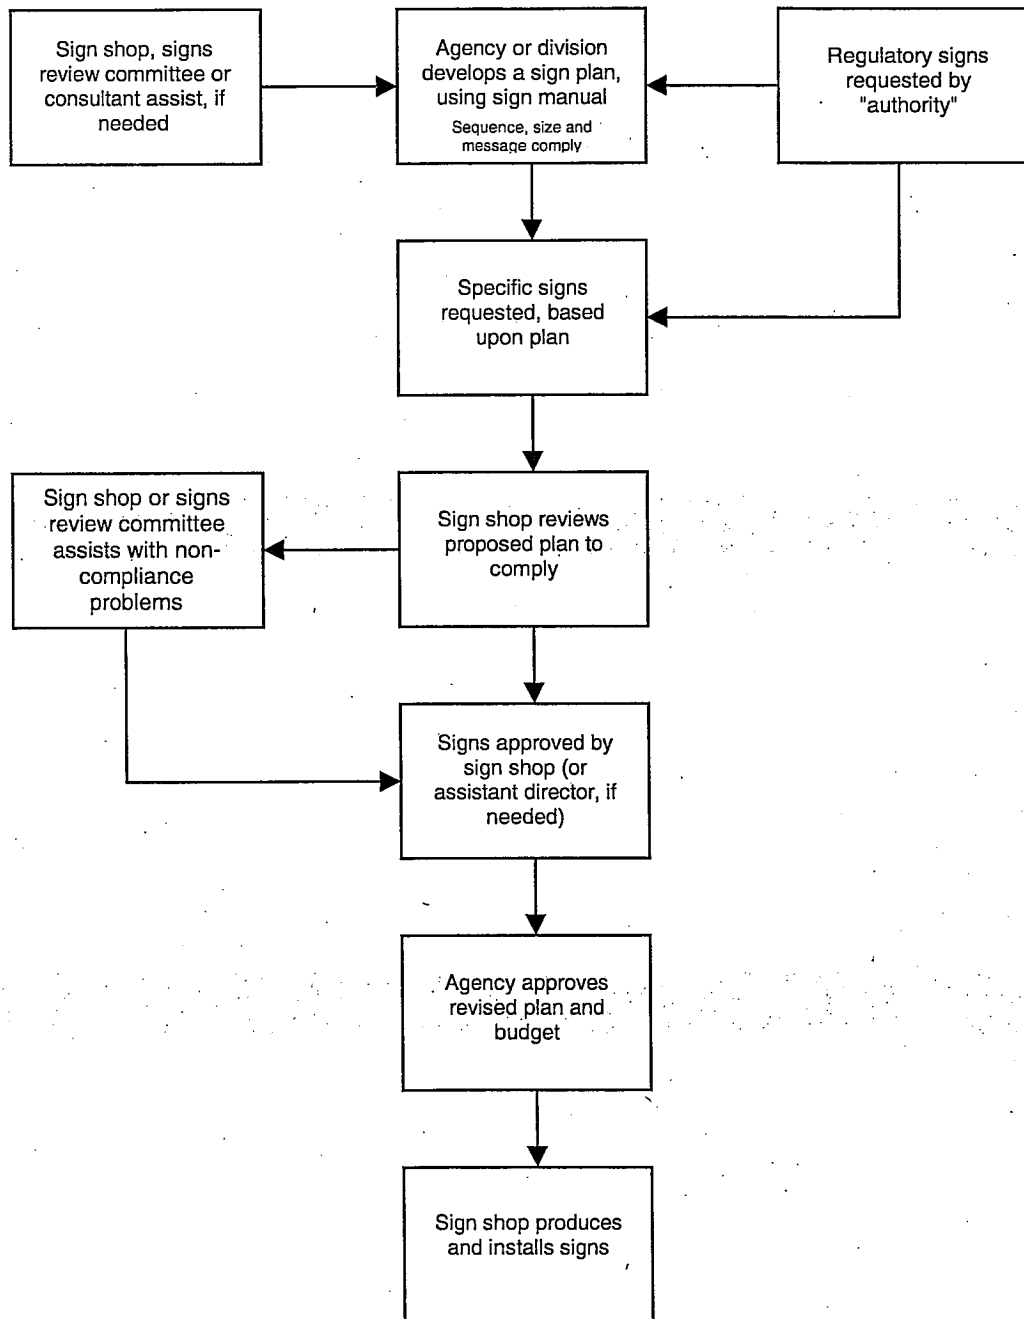 Sign shop, signs
review committee or
consultant assist, if
needed
Agency or division
develops a sign plan,
using sign manual
Sequence, size and
message comply
Regulatory signs
requested by
"authority"
Specific signs
requested, based
upon plan
Sign shop or signs
review committee
assists with non-
compliance
problems
Sign shop reviews
proposed plan to
comply
Signs approved by
sign shop (or
assistant director, if
needed)
Agency approves
revised plan and
budget
Sign shop produces
and installs signs